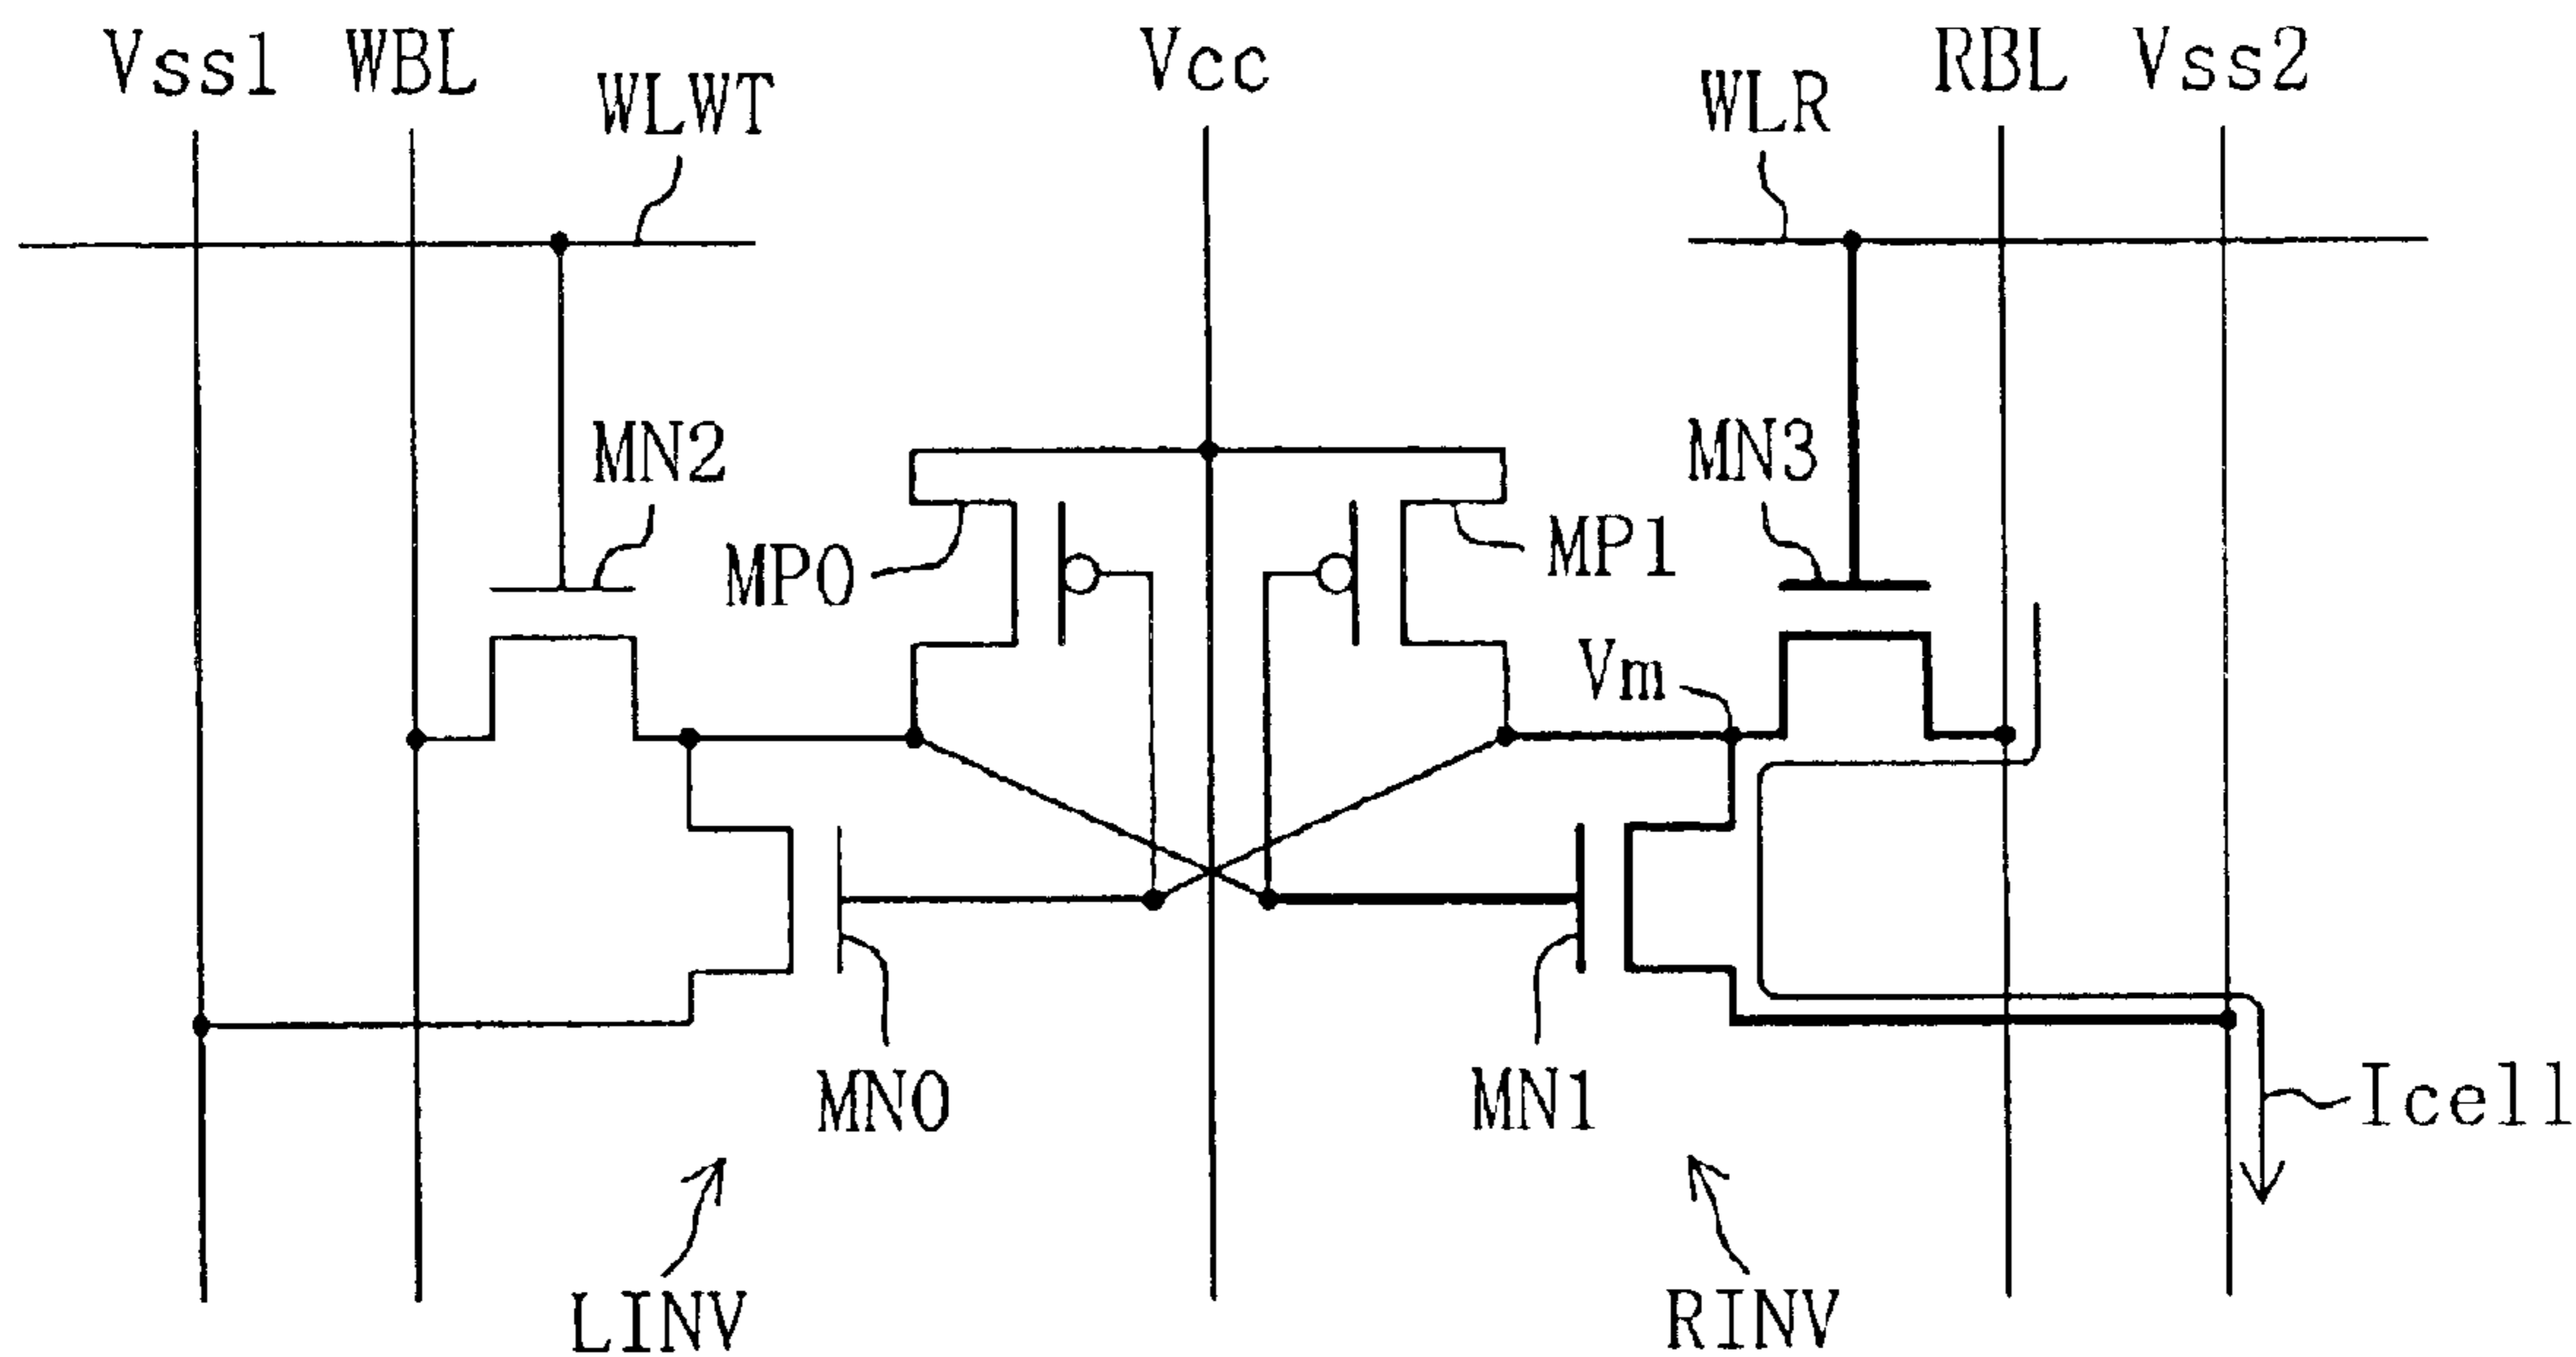 Vss1 WBL Vcc RBL Vss2
WLWT WLR
MN2 MN3
MP0 MP1
Vm
MN0 MN1 Icell
LINV RINV